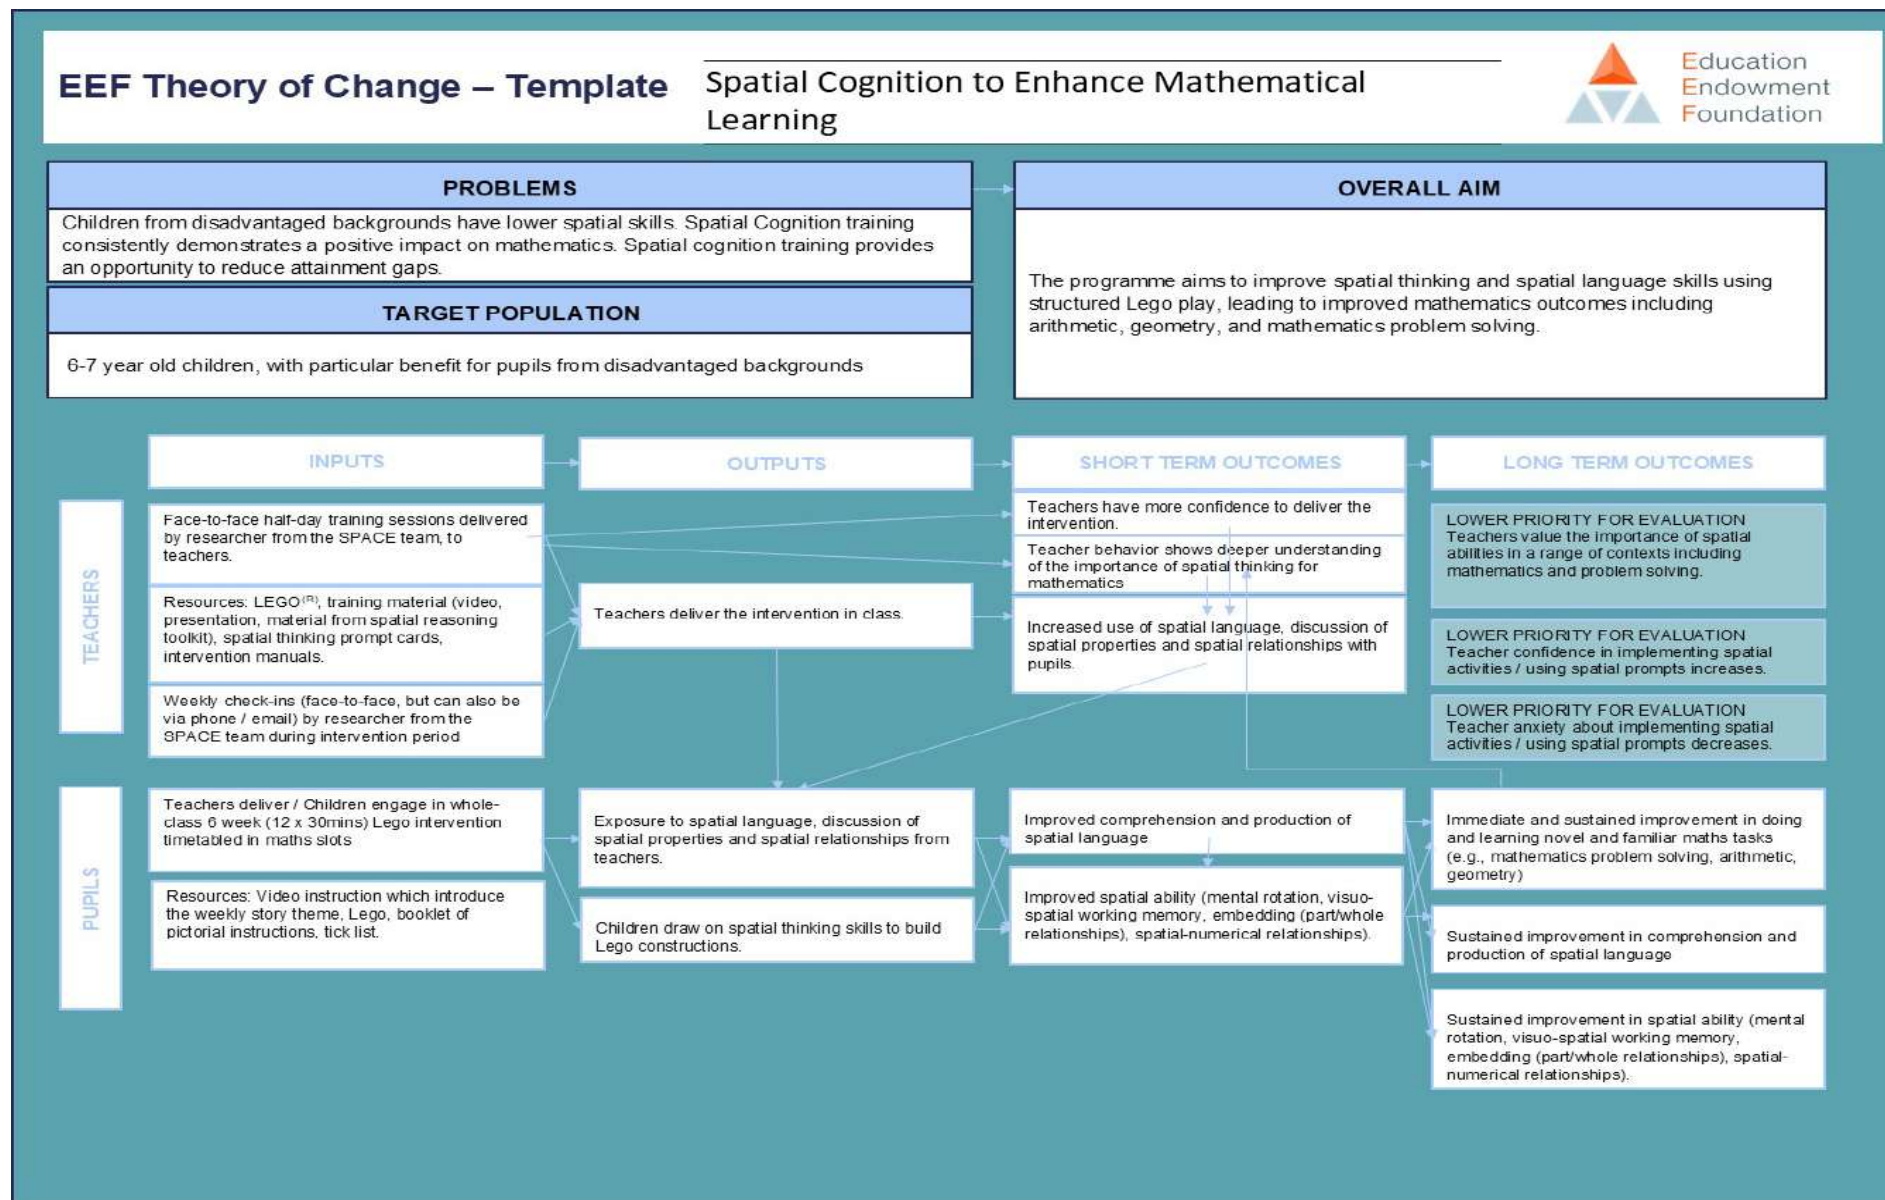 EEF Theory of Change – Template
Spatial Cognition to Enhance Mathematical
Learning
Education
Endowment
Foundation
PROBLEMS
Children from disadvantaged backgrounds have lower spatial skills. Spatial Cognition training
consistently demonstrates a positive impact on mathematics. Spatial cognition training provides
an opportunity to reduce attainment gaps.
TARGET POPULATION
6-7 year old children, with particular benefit for pupils from disadvantaged backgrounds
OVERALL AIM
The programme aims to improve spatial thinking and spatial language skills using
structured Lego play, leading to improved mathematics outcomes including
arithmetic, geometry, and mathematics problem solving.
INPUTS
OUTPUTS
SHORT TERM OUTCOMES
LONG TERM OUTCOMES
TEACHERS
Face-to-face half-day training sessions delivered
by researcher from the SPACE team, to
teachers.
Resources: LEGO(R), training material (video,
presentation, material from spatial reasoning
toolkit), spatial thinking prompt cards,
intervention manuals.
Weekly check-ins (face-to-face, but can also be
via phone / email) by researcher from the
SPACE team during intervention period
Teachers deliver the intervention in class.
Teachers have more confidence to deliver the
intervention.
Teacher behavior shows deeper understanding
of the importance of spatial thinking for
mathematics
Increased use of spatial language, discussion of
spatial properties and spatial relationships with
pupils.
LOWER PRIORITY FOR EVALUATION
Teachers value the importance of spatial
abilities in a range of contexts including
mathematics and problem solving.
LOWER PRIORITY FOR EVALUATION
Teacher confidence in implementing spatial
activities / using spatial prompts increases.
LOWER PRIORITY FOR EVALUATION
Teacher anxiety about implementing spatial
activities / using spatial prompts decreases.
PUPILS
Teachers deliver / Children engage in whole-
class 6 week (12 x 30mins) Lego intervention
timetabled in maths slots
Resources: Video instruction which introduce
the weekly story theme, Lego, booklet of
pictorial instructions, tick list.
Exposure to spatial language, discussion of
spatial properties and spatial relationships from
teachers.
Children draw on spatial thinking skills to build
Lego constructions.
Improved comprehension and production of
spatial language
Improved spatial ability (mental rotation, visuo-
spatial working memory, embedding (part/whole
relationships), spatial-numerical relationships).
Immediate and sustained improvement in doing
and learning novel and familiar maths tasks
(e.g., mathematics problem solving, arithmetic,
geometry)
Sustained improvement in comprehension and
production of spatial language
Sustained improvement in spatial ability (mental
rotation, visuo-spatial working memory,
embedding (part/whole relationships), spatial-
numerical relationships).